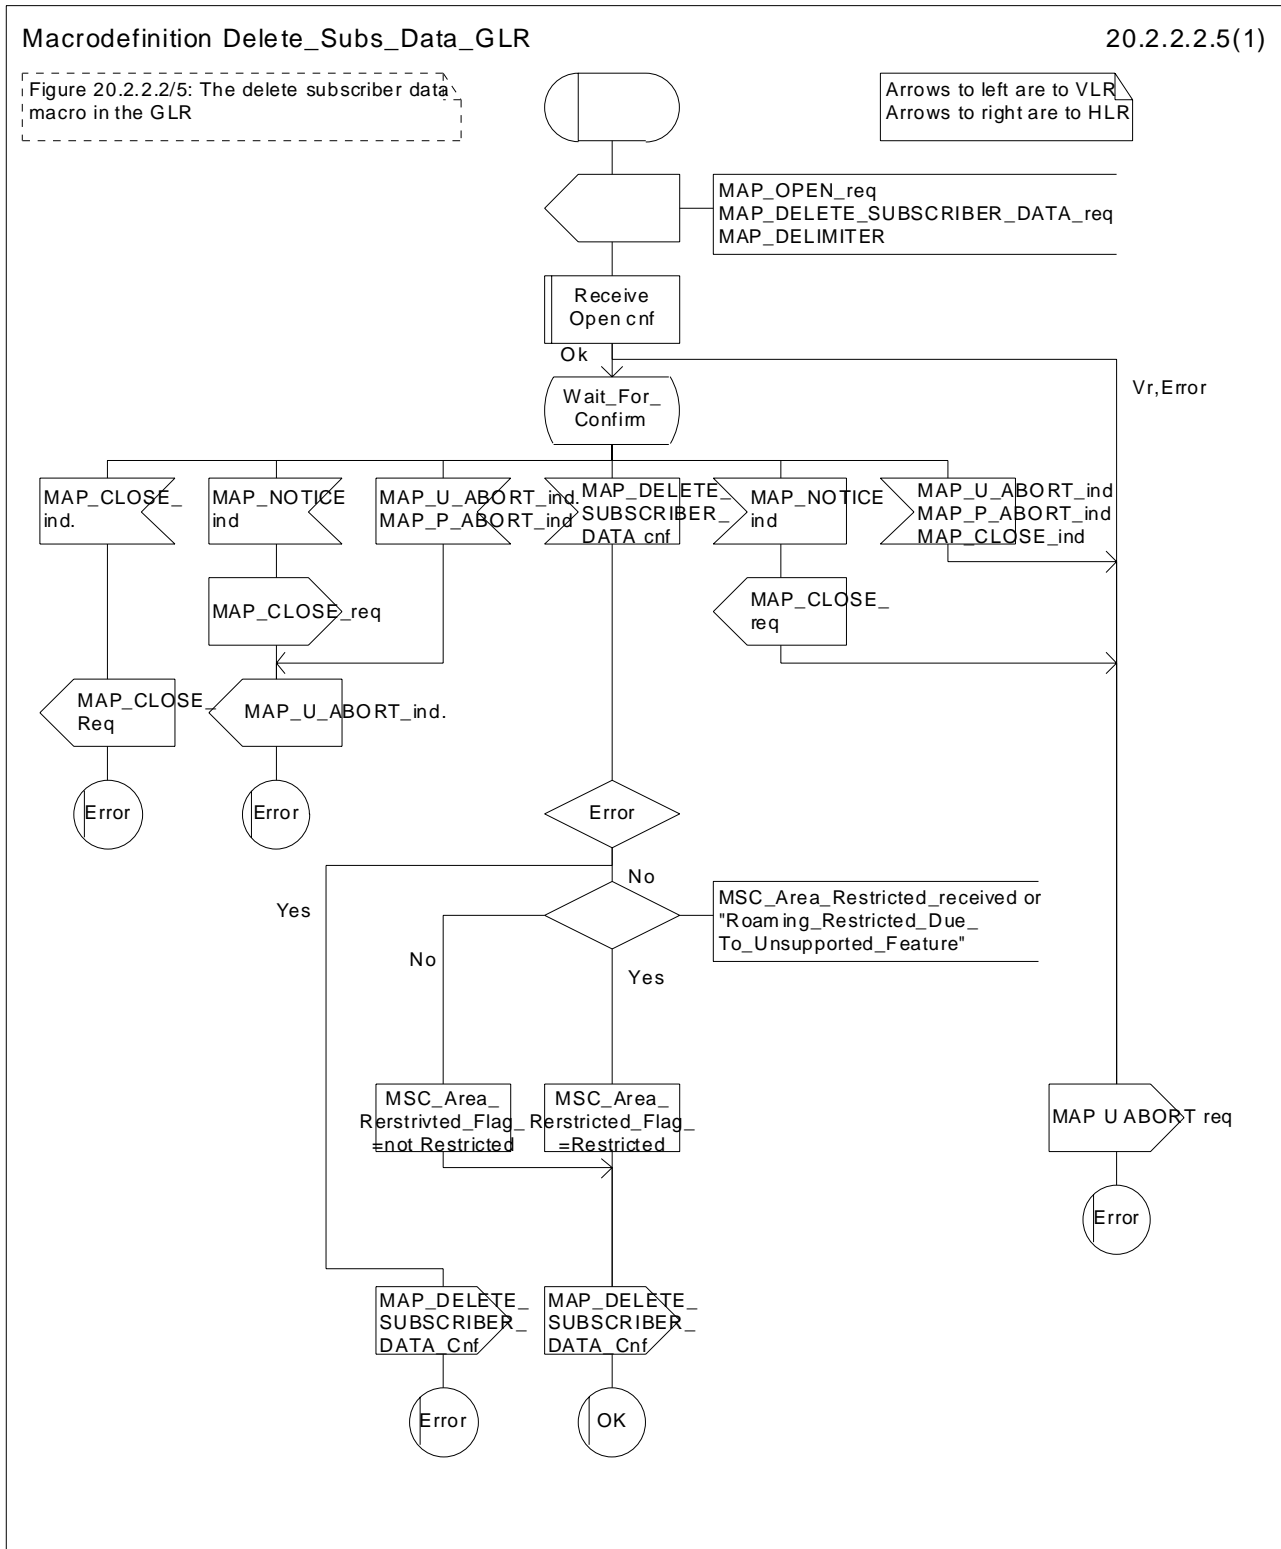 Macrodefinition Delete_Subs_Data_GLR
20.2.2.2.5(1)
Figure 20.2.2.2/5: The delete subscriber data
macro in the GLR
Arrows to left are to VLR
Arrows to right are to HLR
MAP_OPEN_req
MAP_DELETE_SUBSCRIBER_DATA_req
MAP_DELIMITER
Receive
Open cnf
Ok
Vr,Error
Wait_For_
Confirm
MAP_CLOSE_
ind.
MAP_NOTICE
ind
MAP_U_ABORT_ind.
MAP_P_ABORT_ind
MAP_DELETE_
SUBSCRIBER_
DATA cnf
MAP_NOTICE
ind
MAP_U_ABORT_ind
MAP_P_ABORT_ind
MAP_CLOSE_ind
MAP_CLOSE_req
MAP_CLOSE_
req
MAP_CLOSE_
Req
MAP_U_ABORT_ind.
Error
Error
Error
No
Yes
MSC_Area_Restricted_received or
"Roaming_Restricted_Due_
To_Unsupported_Feature"
No
Yes
MSC_Area_
Rerstrivted_Flag_
=not Restricted
MSC_Area_
Rerstricted_Flag_
=Restricted
MAP U ABORT req
Error
MAP_DELETE_
SUBSCRIBER_
DATA_Cnf
MAP_DELETE_
SUBSCRIBER_
DATA_Cnf
Error
OK